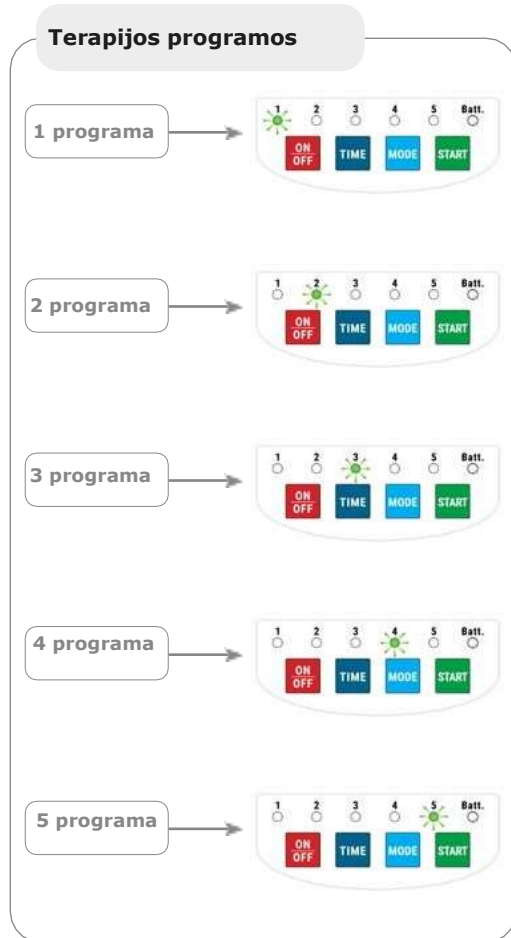 Terapijos programos
1 programa
1 2 3 4 5 Batt.
ON OFF TIME MODE START
2 programa
1 2 3 4 5 Batt.
ON OFF TIME MODE START
3 programa
1 2 3 4 5 Batt.
ON OFF TIME MODE START
4 programa
1 2 3 4 5 Batt.
ON OFF TIME MODE START
5 programa
1 2 3 4 5 Batt.
ON OFF TIME MODE START